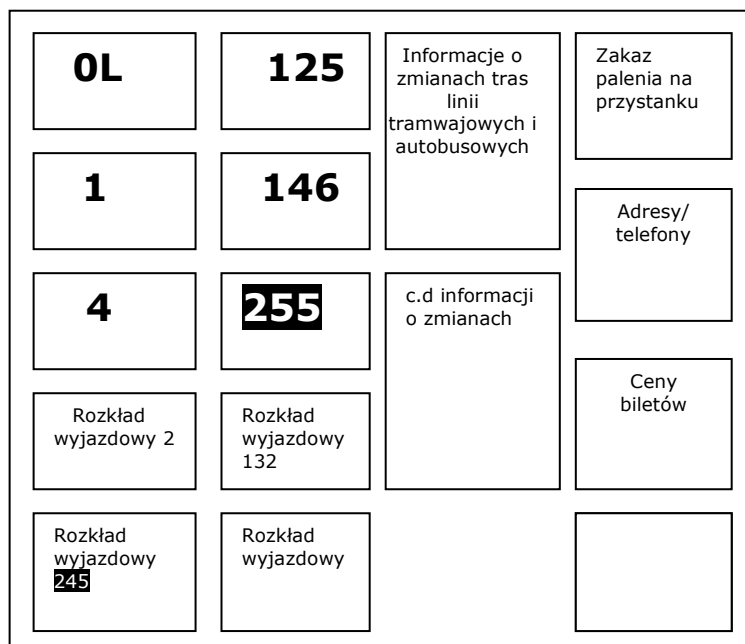 0L
125
Informacje o
zmianach tras
linii
tramwajowych i
autobusowych
Zakaz
palenia na
przystanku
1
146
Adresy/
telefony
4
255
c.d informacji
o zmianach
Ceny
biletów
Rozkład
wyjazdowy 2
Rozkład
wyjazdowy
132
Rozkład
wyjazdowy
245
Rozkład
wyjazdowy